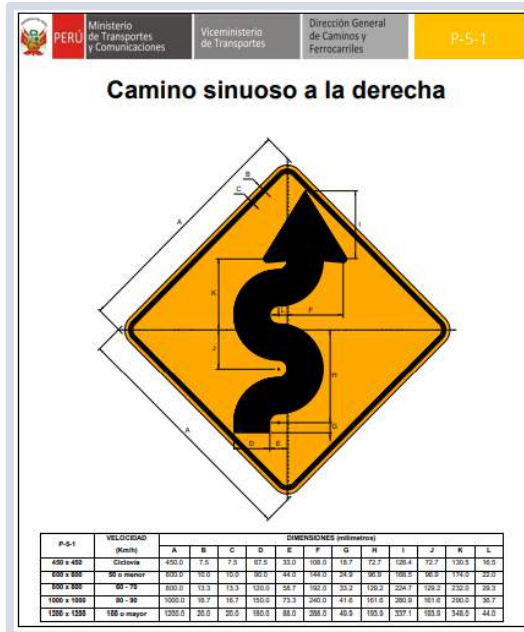 PERÚ
Ministerio
de Transportes
y Comunicaciones
Viceministerio
de Transportes
Dirección General
de Caminos y
Ferrocarriles
P-5-1
Camino sinuoso a la derecha
A
B
C
I
K
L
F
J
H
G
D
E
A
P-5-1 VELOCIDAD (Km/h) DIMENSIONES (milimetros)
A B C D E F G H I J K L
450 x 450 Ciclovía 450.0 7.5 7.5 67.5 33.0 108.0 18.7 72.7 126.4 72.7 130.5 16.5
600 x 600 50 o menor 600.0 10.0 10.0 90.0 44.0 144.0 24.9 96.9 168.5 96.9 174.0 22.0
800 x 800 60 - 70 800.0 13.3 13.3 120.0 58.7 192.0 33.2 129.2 224.7 129.2 232.0 29.3
1000 x 1000 80 - 90 1000.0 16.7 16.7 150.0 73.3 240.0 41.6 161.6 280.9 161.6 290.0 36.7
1200 x 1200 100 o mayor 1200.0 20.0 20.0 180.0 88.0 288.0 49.9 193.9 337.1 193.9 348.0 44.0